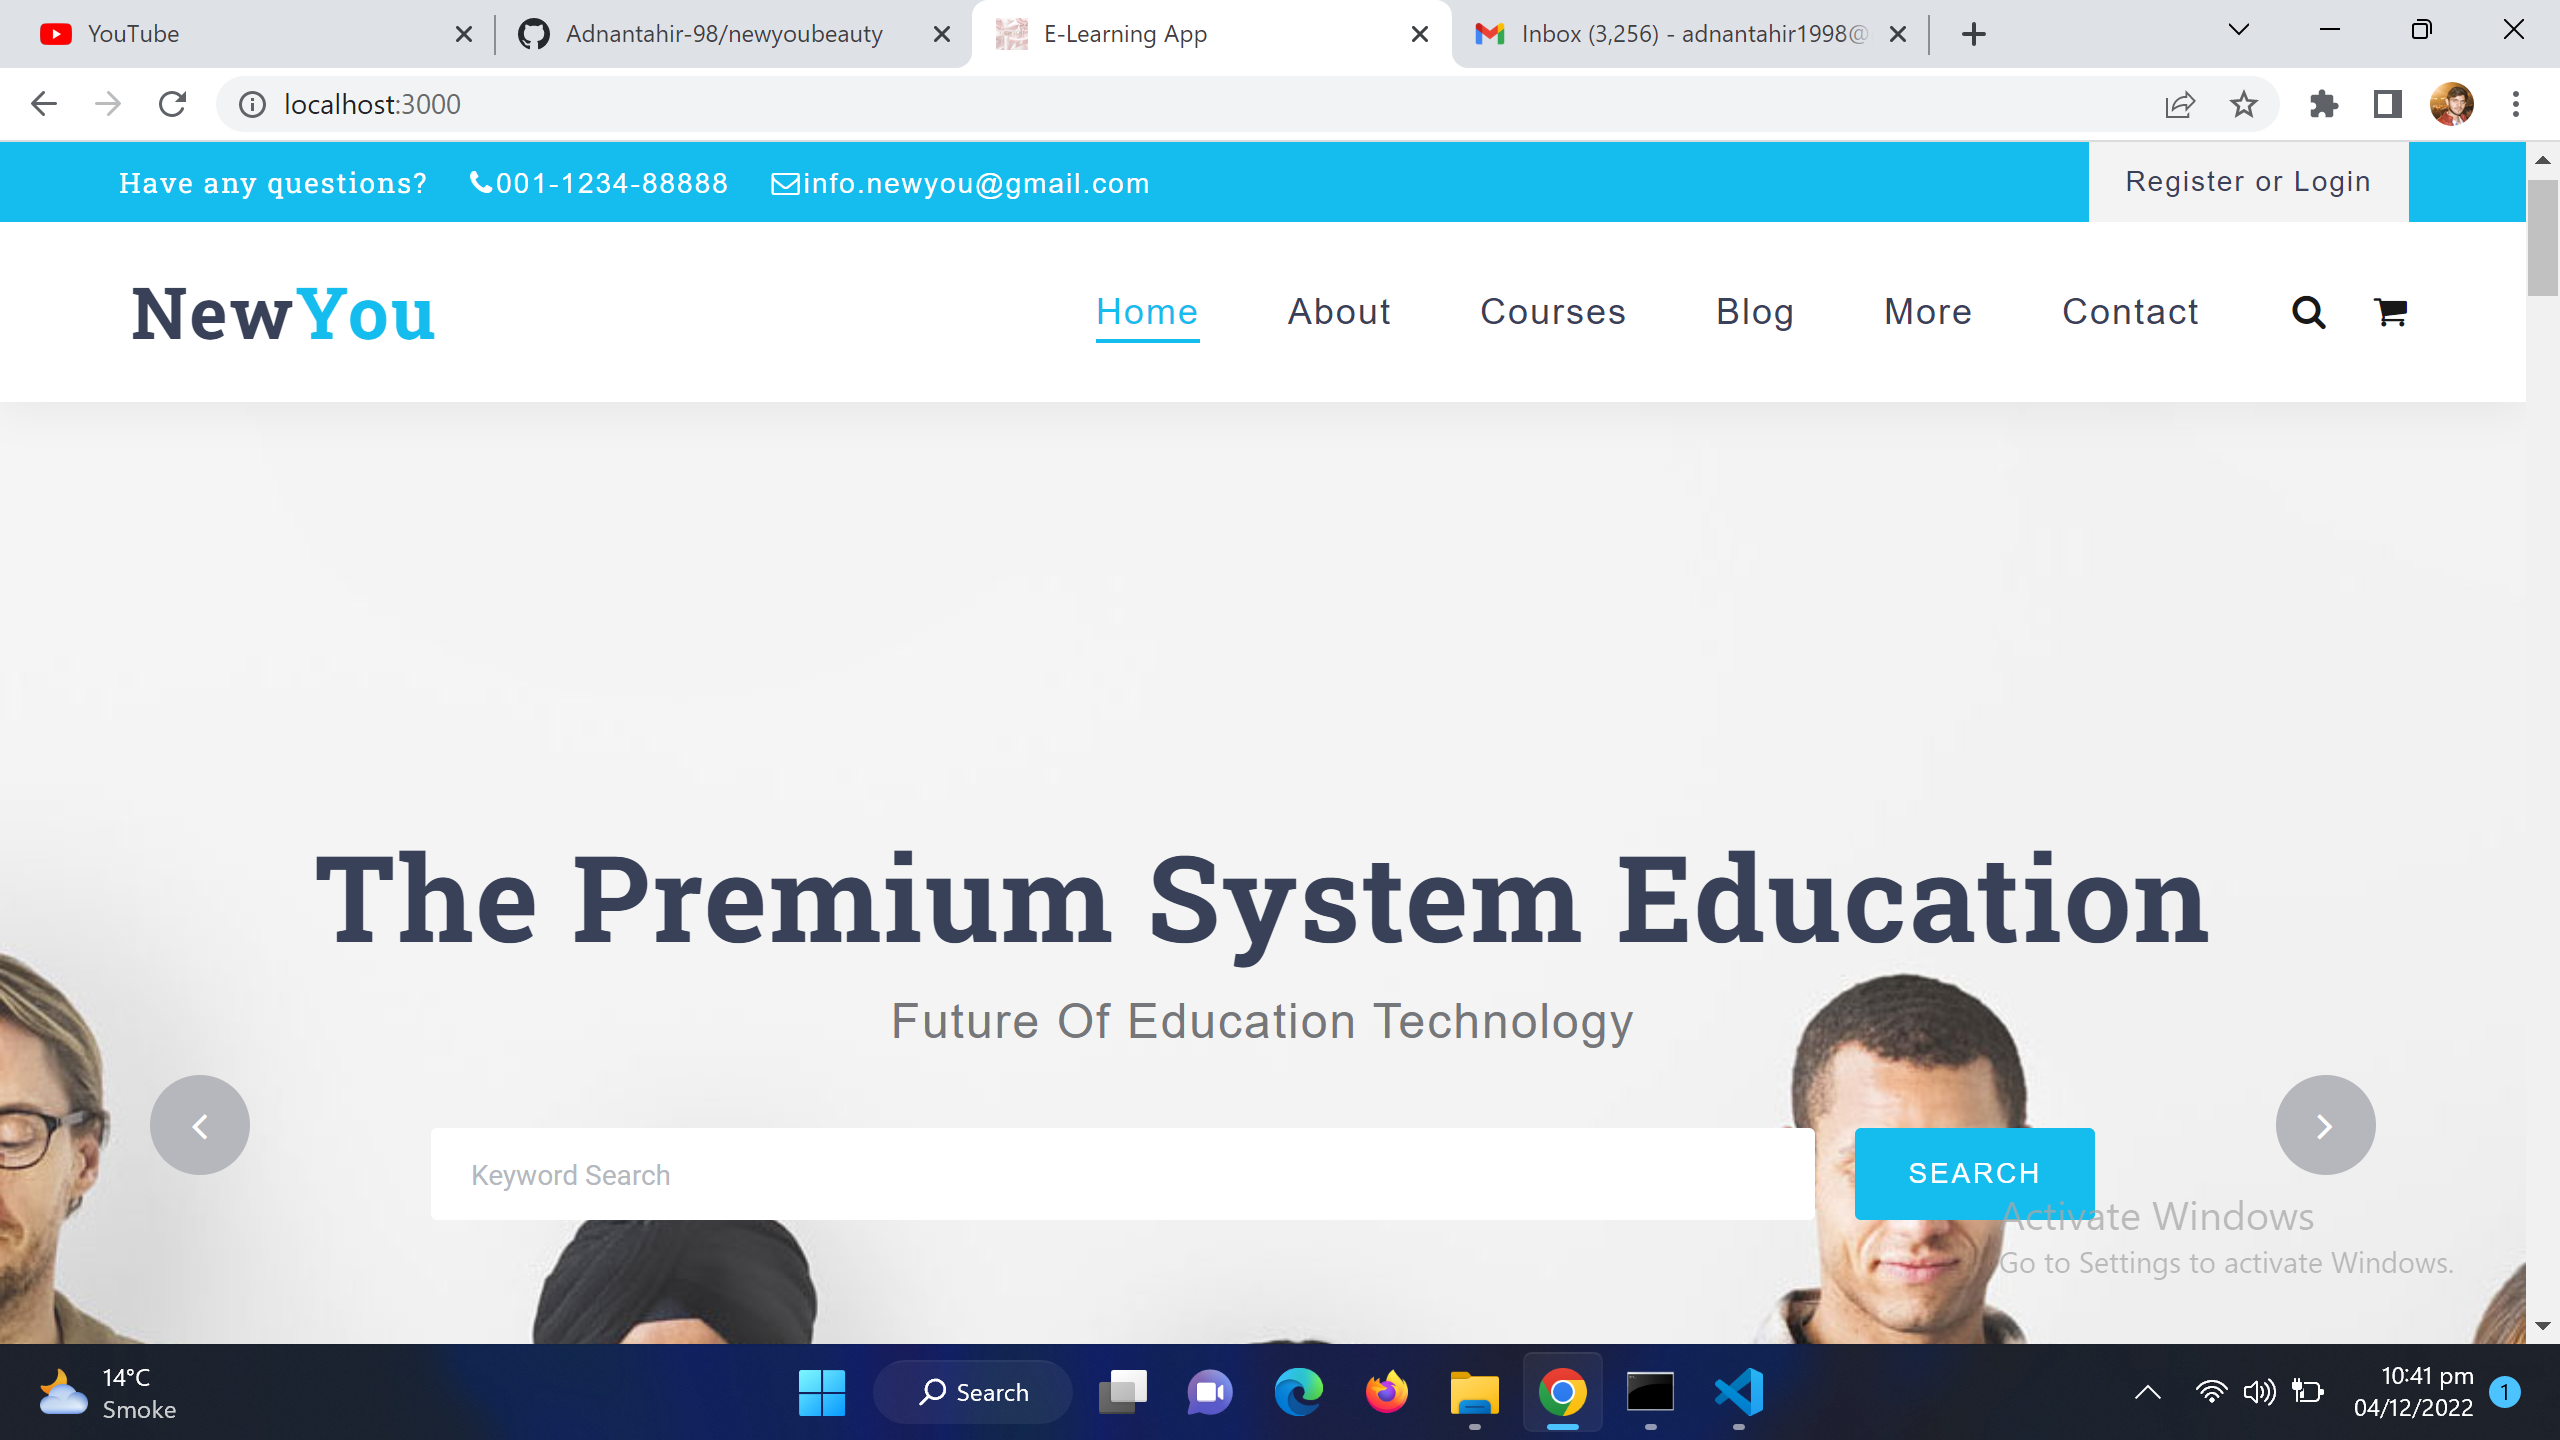 YouTube
Adnantahir-98/newyoubeauty
E-Learning App
Inbox (3,256) - adnantahir1998@
localhost:3000
Have any questions? 001-1234-88888 info.newyou@gmail.com
Register or Login
NewYou
Home About Courses Blog More Contact
The Premium System Education
Future Of Education Technology
Keyword Search
SEARCH
Activate Windows
Go to Settings to activate Windows.
14°C
Smoke
Search
10:41 pm
04/12/2022
1